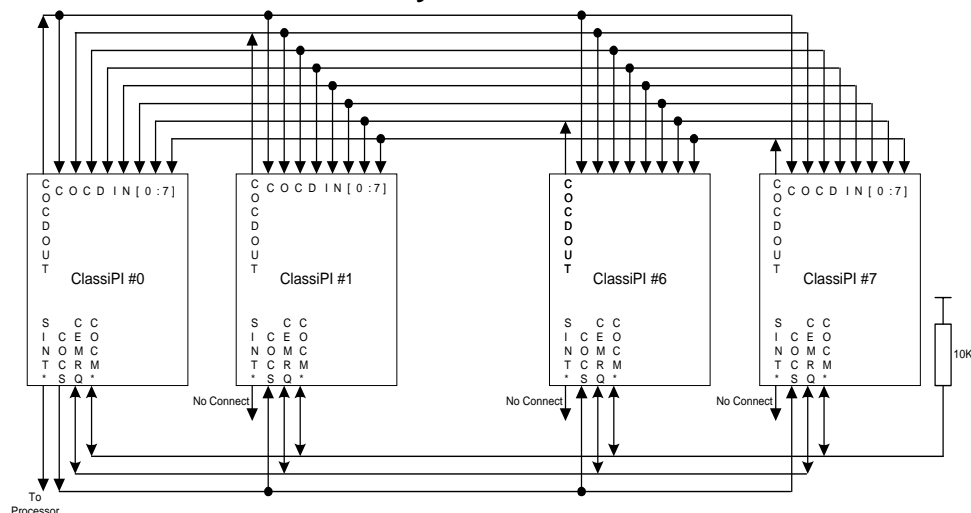 COCDOUT
COCDIN[0:7]
ClassiPI #0
SINT*
COCS
CEMRQ
COCM*
COCDOUT
COCDIN[0:7]
ClassiPI #1
SINT*
COCS
CEMRQ
COCM*
COCDOUT
COCDIN[0:7]
ClassiPI #6
SINT*
COCS
CEMRQ
COCM*
COCDOUT
COCDIN[0:7]
ClassiPI #7
SINT*
COCS
CEMRQ
COCM*
10K
No Connect
No Connect
No Connect
To
Processor